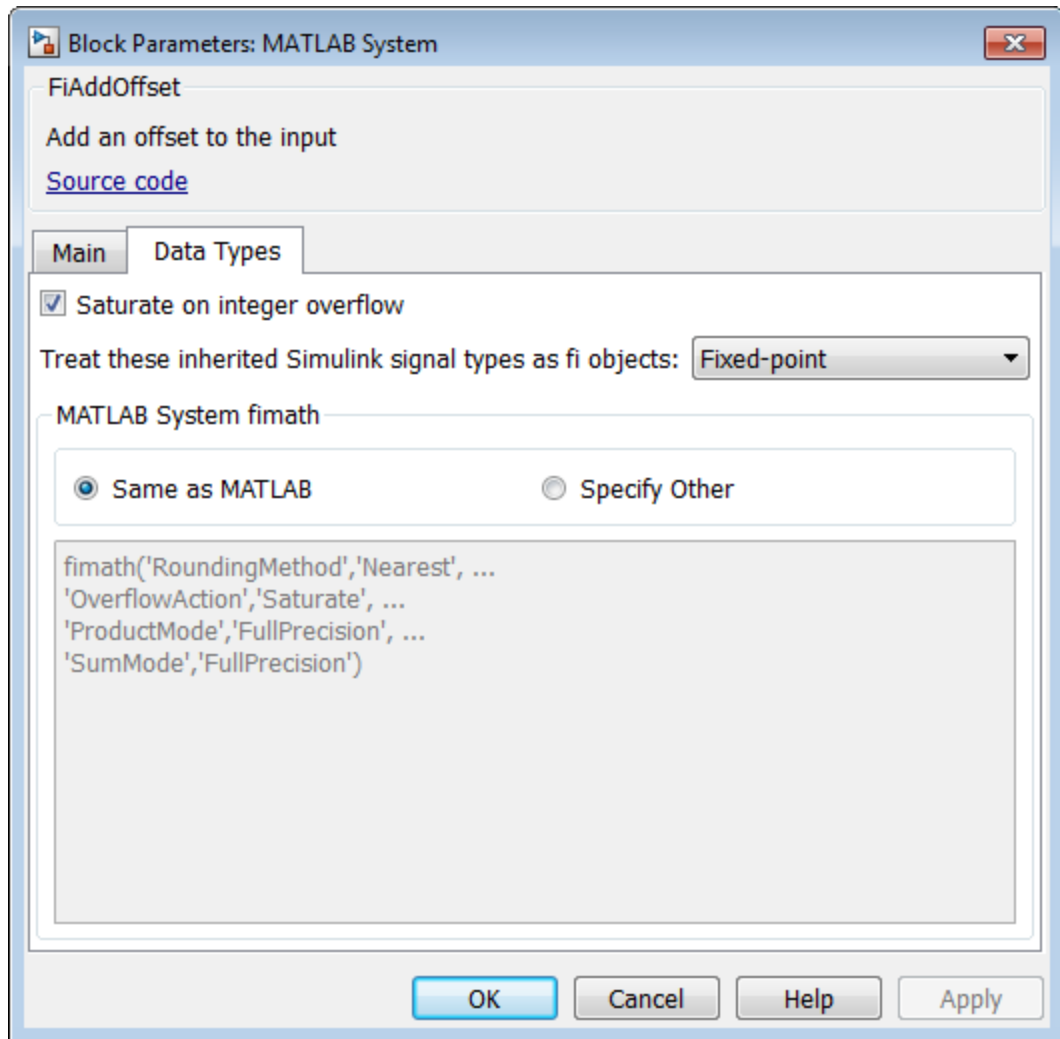 Block Parameters: MATLAB System
FiAddOffset
Add an offset to the input
Source code
Main Data Types
Saturate on integer overflow
Treat these inherited Simulink signal types as fi objects: Fixed-point
MATLAB System fimath
Same as MATLAB Specify Other
fimath('RoundingMethod','Nearest', ...
'OverflowAction','Saturate', ...
'ProductMode','FullPrecision', ...
'SumMode','FullPrecision')
OK Cancel Help Apply